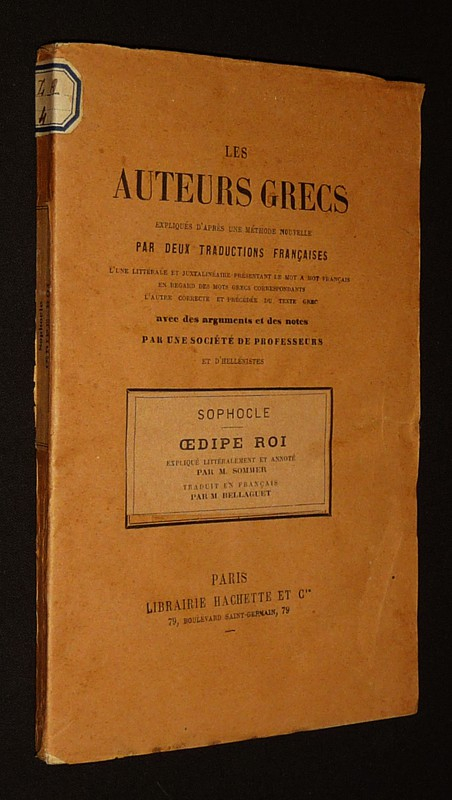 LES
AUTEURS GRECS
EXPLIQUÉS D'APRÈS UNE MÉTHODE NOUVELLE
PAR DEUX TRADUCTIONS FRANÇAISES
L'UNE LITTÉRALE ET JUXTALINÉAIRE PRÉSENTANT LE MOT A MOT FRANÇAIS
EN REGARD DES MOTS GRECS CORRESPONDANTS
L'AUTRE CORRECTE ET PRÉCÉDÉE DU TEXTE GREC
avec des arguments et des notes
PAR UNE SOCIÉTÉ DE PROFESSEURS
ET D'HELLÉNISTES
SOPHOCLE
ŒDIPE ROI
EXPLIQUÉ LITTÉRALEMENT ET ANNOTÉ
PAR M. SOMMER
TRADUIT EN FRANÇAIS
PAR M BELLAGUET
PARIS
LIBRAIRIE HACHETTE ET Cie
79, BOULEVARD SAINT-GERMAIN, 79
Sophocle
4